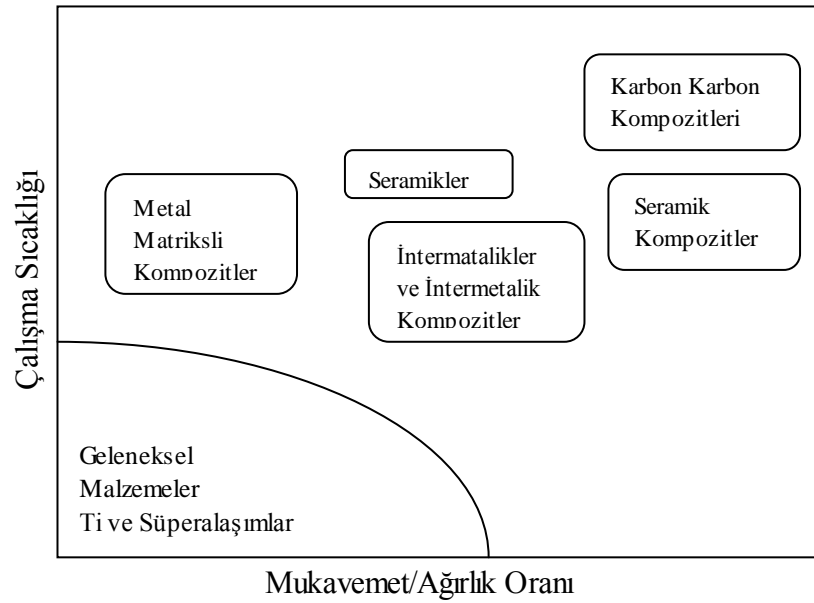 Karbon Karbon
Kompozitleri
Seramikler
Metal
Matriksli
Kompozitler
Seramik
Kompozitler
İntermatalikler
ve İntermetalik
Kompozitler
Çalışma Sıcaklığı
Geleneksel
Malzemeler
Ti ve Süperalaşımlar
Mukavemet/Ağırlık Oranı